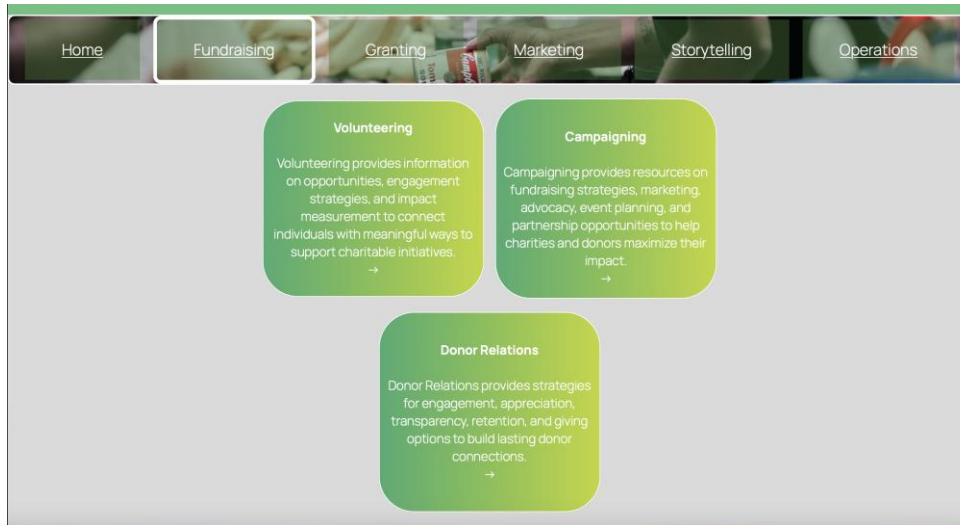 Home
Fundraising
Granting
Marketing
Storytelling
Operations
Volunteering
Volunteering provides information
on opportunities, engagement
strategies, and impact
measurement to connect
individuals with meaningful ways to
support charitable initiatives.
→
Campaigning
Campaigning provides resources on
fundraising strategies, marketing,
advocacy, event planning, and
partnership opportunities to help
charities and donors maximize their
impact.
→
Donor Relations
Donor Relations provides strategies
for engagement, appreciation,
transparency, retention, and giving
options to build lasting donor
connections.
→